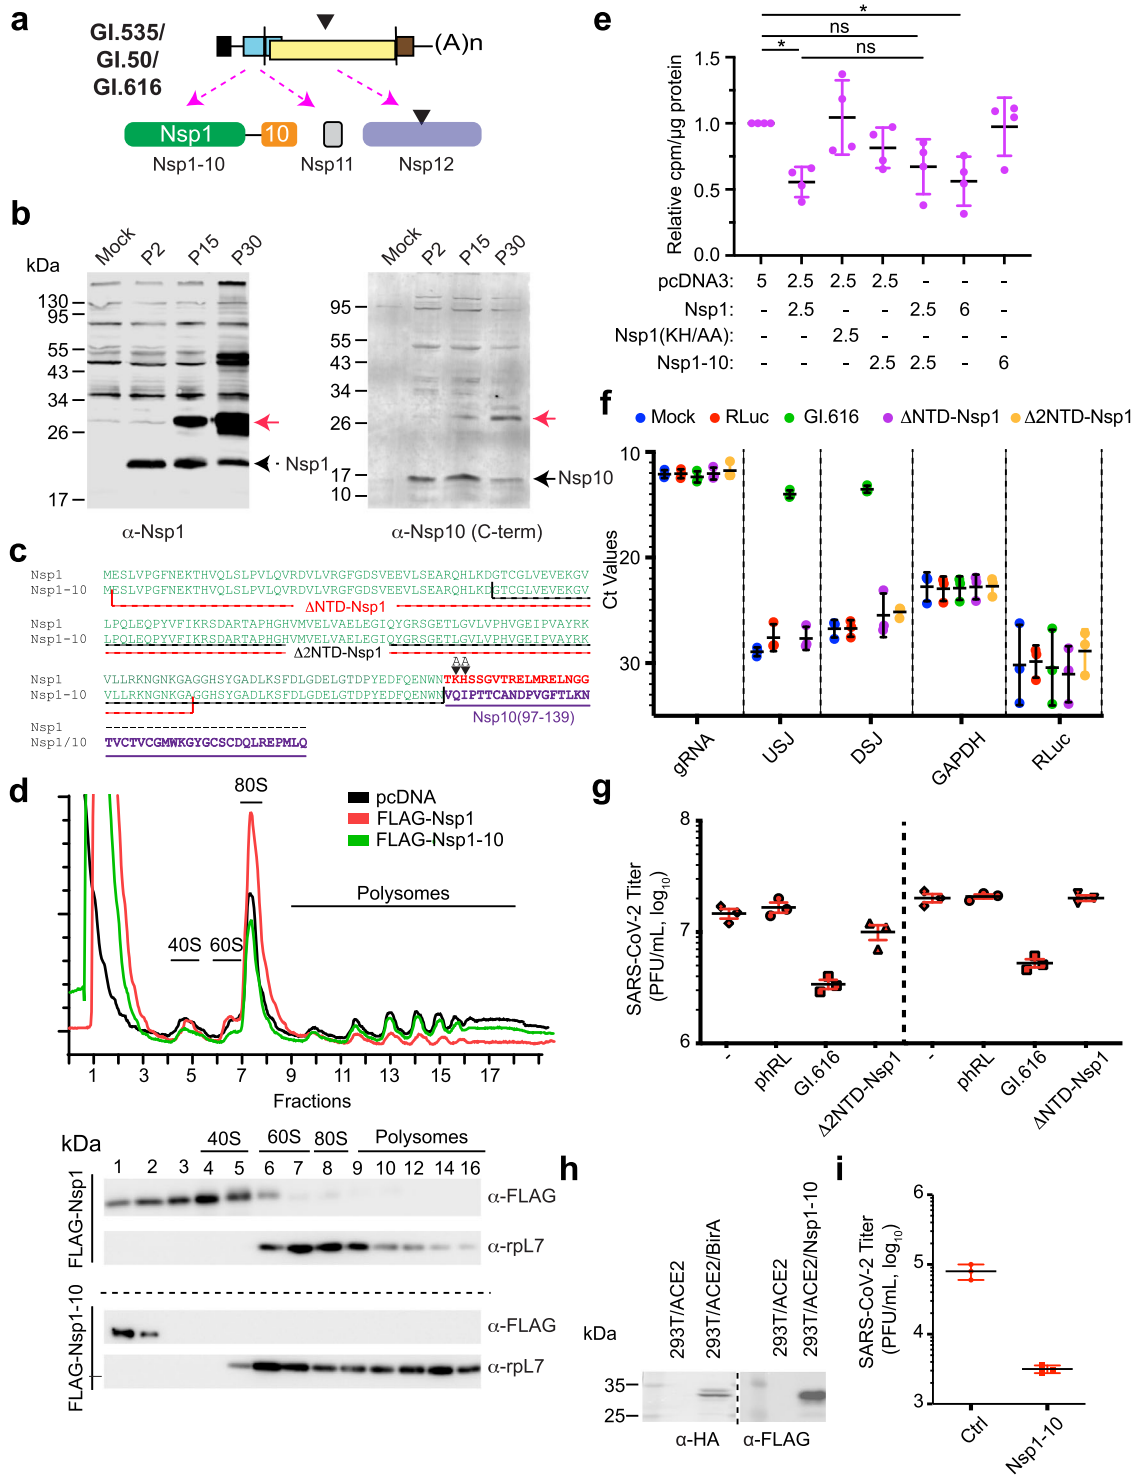 a
GI.535/
GI.50/
GI.616
(A)n
Nsp1
10
Nsp1-10
Nsp11
Nsp12
b
kDa
Mock
P2
P15
P30
130
95
55
43
34
26
17
Nsp1
α-Nsp1
Mock
P2
P15
P30
95
55
43
34
26
17
10
Nsp10
α-Nsp10 (C-term)
c
Nsp1 MESLVPGFNEKTHVQLSLPVLQVRDVLVRGFGDSVEEVLSEARQHLKDGTCGLVEVEKGV
Nsp1-10 MESLVPGFNEKTHVQLSLPVLQVRDVLVRGFGDSVEEVLSEARQHLKDGTCGLVEVEKGV
ΔNTD-Nsp1
Nsp1 LPQLEQPYVFIKRSDARTAPHGHVMVELVAELEGIQYGRSGETLGVLVPHVGEIPVAYRK
Nsp1-10 LPQLEQPYVFIKRSDARTAPHGHVMVELVAELEGIQYGRSGETLGVLVPHVGEIPVAYRK
Δ2NTD-Nsp1
Nsp1 VLLRKNGNKGAGGHSYGADLKSFDLGDELGTDPYEDFQENWNTKHSSGVTRELMRELNGG
Nsp1-10 VLLRKNGNKGAGGHSYGADLKSFDLGDELGTDPYEDFQENWNVQIPTTCANDPVGFTLKN
Nsp10(97-139)
Nsp1 --------------------
Nsp1/10 TVCTVCGMWKGYGCSCDQLREPMLQ
d
80S
pcDNA
FLAG-Nsp1
FLAG-Nsp1-10
Polysomes
40S
60S
1 3 5 7 9 11 13 15 17
Fractions
kDa
40S 60S 80S Polysomes
1 2 3 4 5 6 7 8 9 10 12 14 16
FLAG-Nsp1
α-FLAG
α-rpL7
FLAG-Nsp1-10
α-FLAG
α-rpL7
e
*
ns
* ns
Relative cpm/µg protein
1.5
1.0
0.5
0.0
pcDNA3: 5 2.5 2.5 2.5 - - -
Nsp1: - 2.5 - - 2.5 6 -
Nsp1(KH/AA): - - 2.5 - - - -
Nsp1-10: - - - 2.5 2.5 - 6
f
Mock RLuc GI.616 ΔNTD-Nsp1 Δ2NTD-Nsp1
Ct Values
10
20
30
gRNA
USJ
DSJ
GAPDH
RLuc
g
SARS-CoV-2 Titer
(PFU/mL, log10)
8
7
6
-
phRL
GI.616
Δ2NTD-Nsp1
-
phRL
GI.616
ΔNTD-Nsp1
h
293T/ACE2
293T/ACE2/BirA
293T/ACE2
293T/ACE2/Nsp1-10
kDa
35
25
α-HA
α-FLAG
i
SARS-CoV-2 Titer
(PFU/mL, log10)
6
5
4
3
Ctrl
Nsp1-10